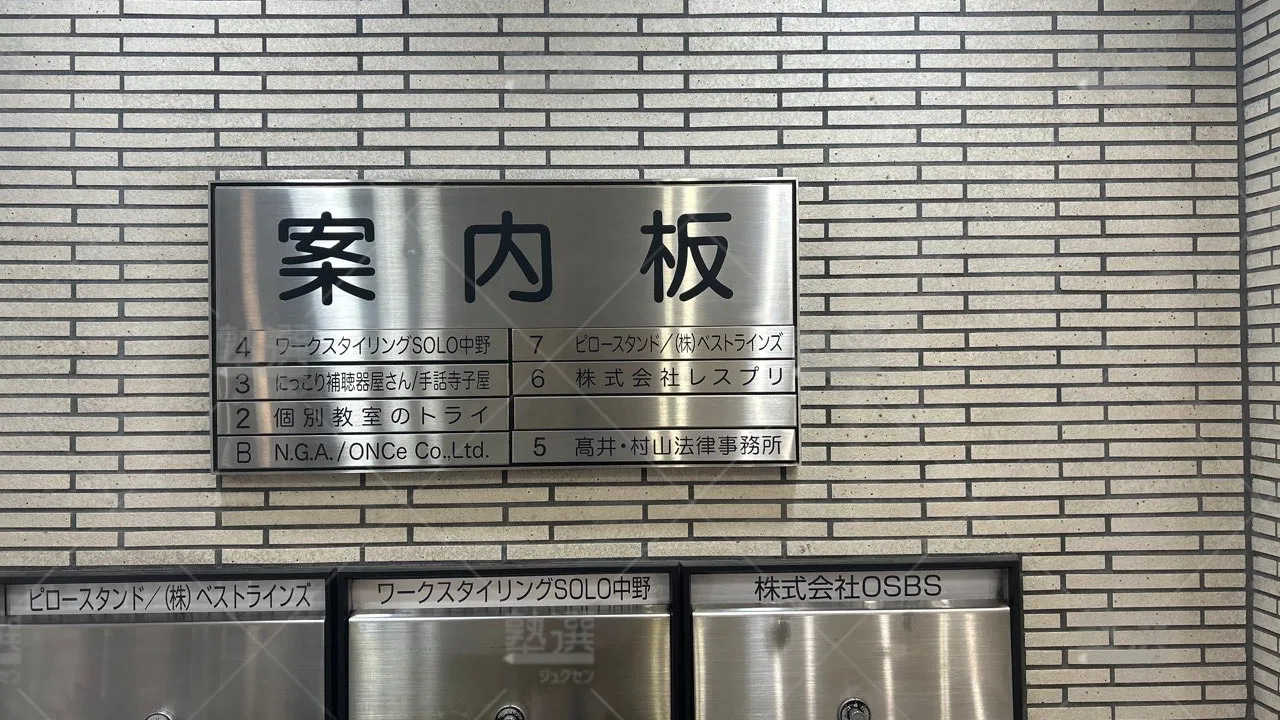 案内板
4 ワークスタイリングSOLO中野
3 にっこり補聴器屋さん/手話寺子屋
2 個別教室のトライ
B N.G.A./ONCe Co.,Ltd.
7 ピロースタンド/(株)ベストラインズ
6 株式会社レスプリ
5 髙井・村山法律事務所
ピロースタンド/(株)ベストラインズ
ワークスタイリングSOLO中野
株式会社OSBS
塾選
ジュクセン